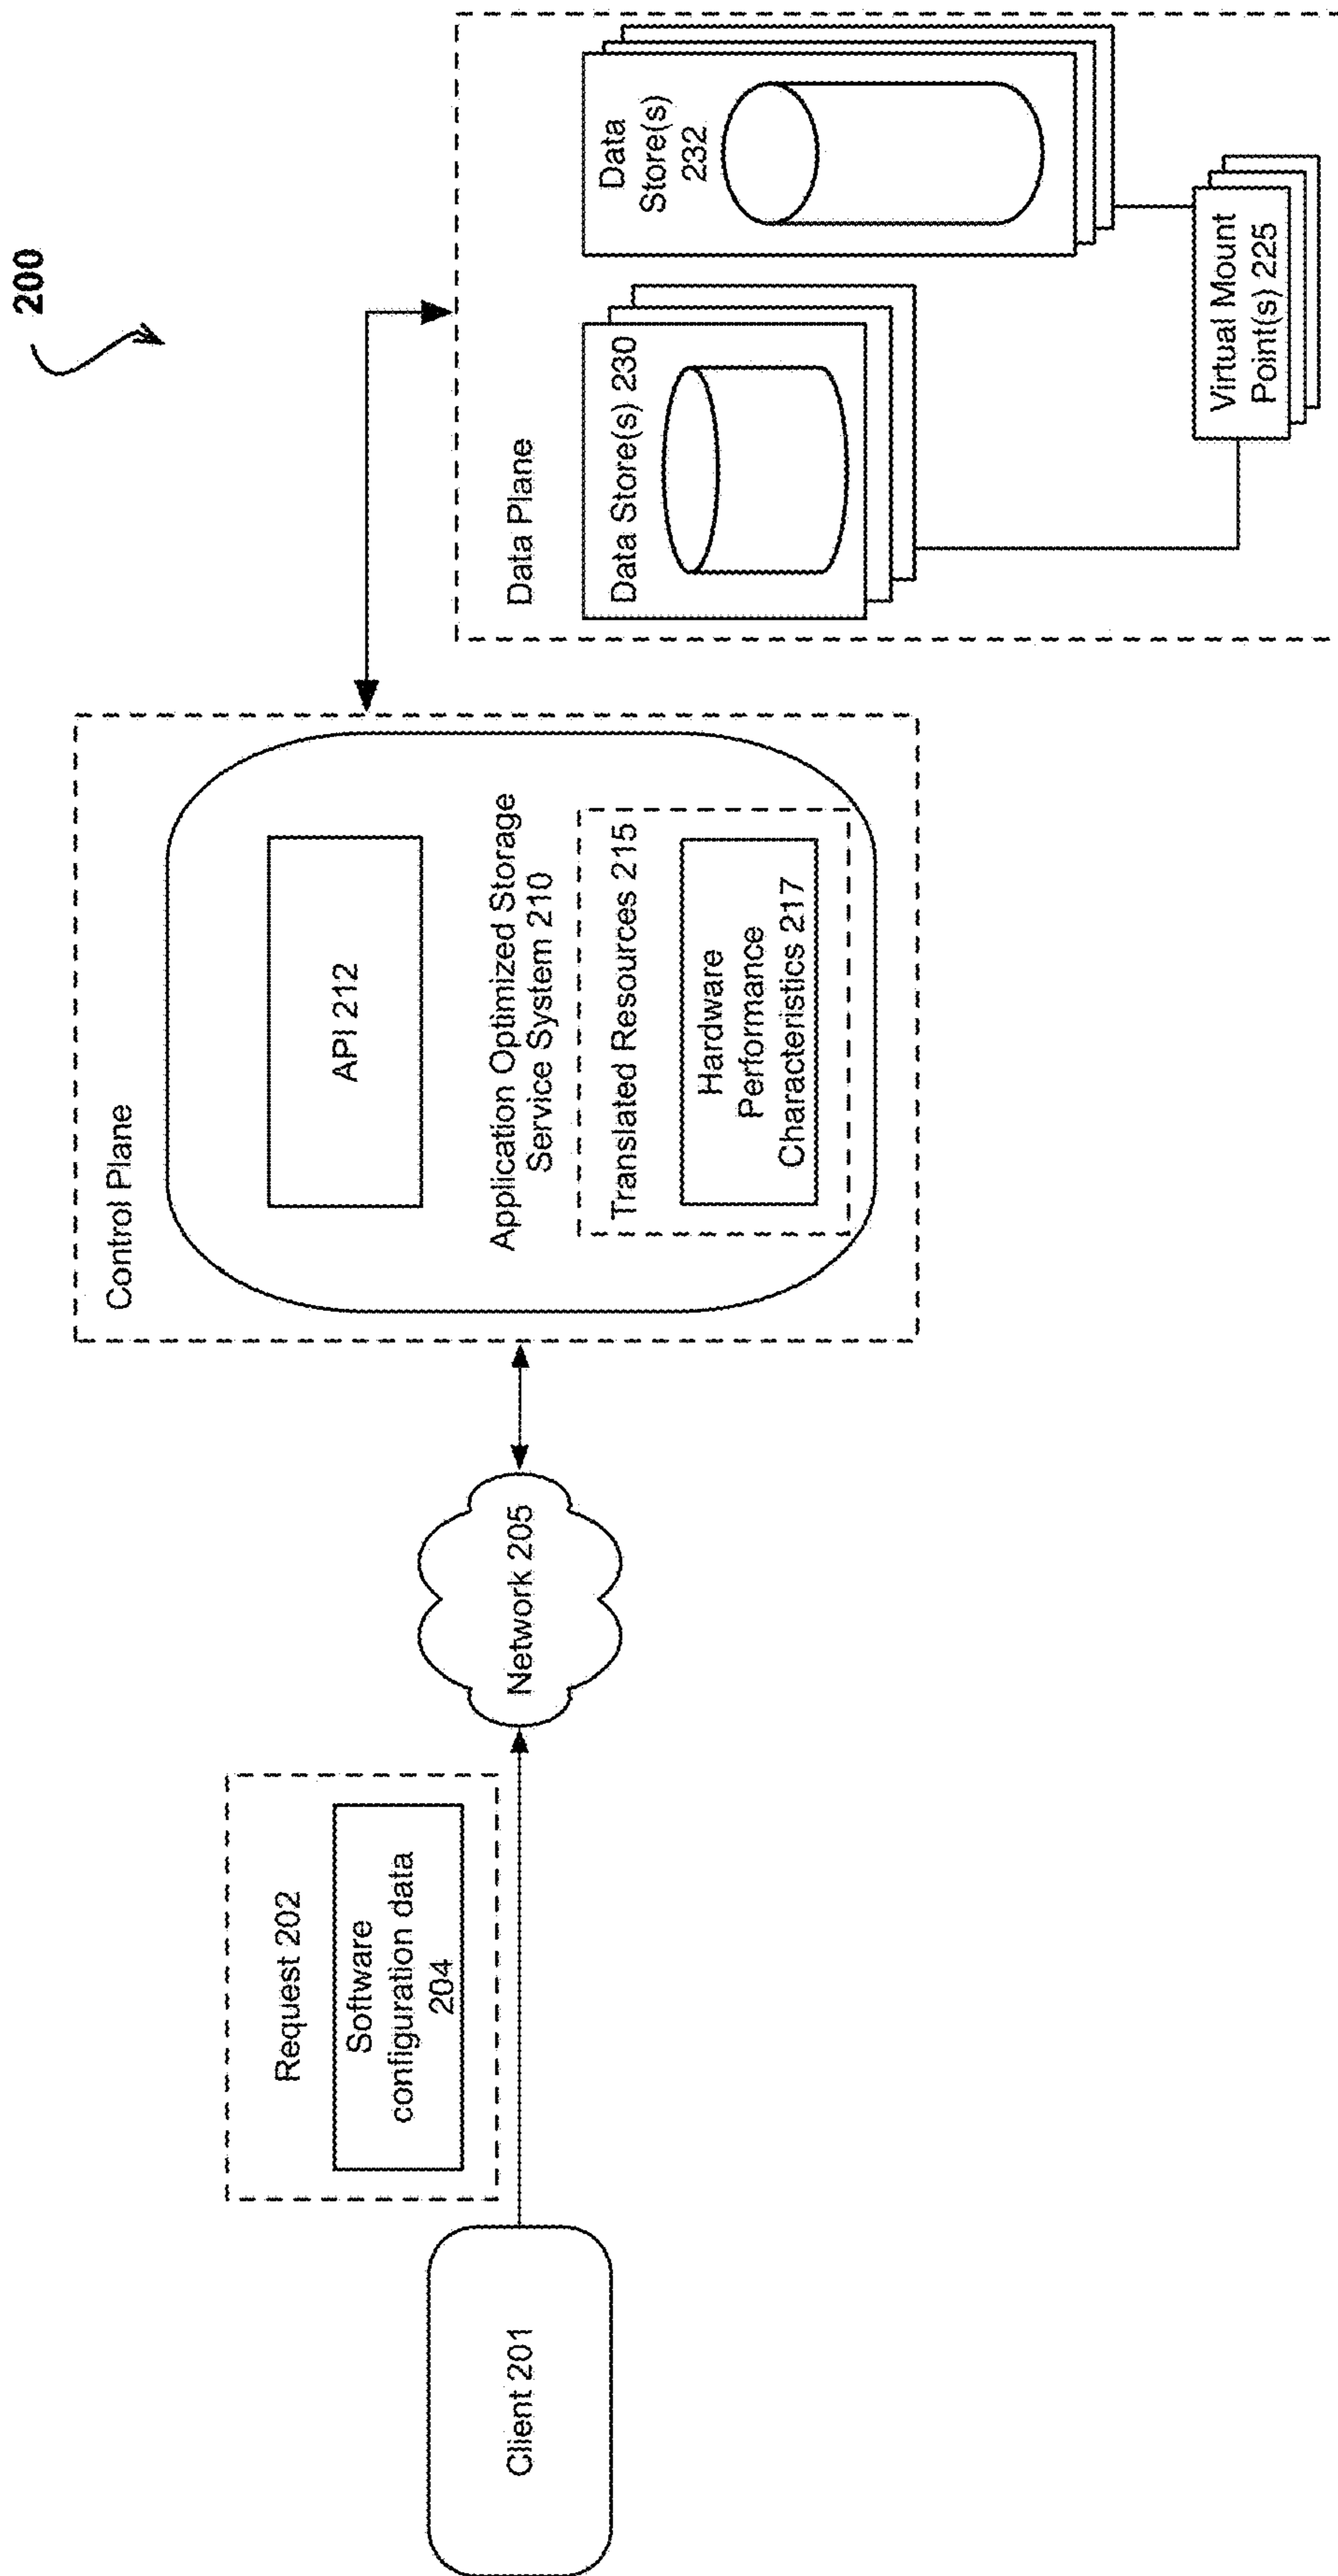 200
Client 201
Request 202
Software
configuration data
204
Network 205
Control Plane
API 212
Application Optimized Storage
Service System 210
Translated Resources 215
Hardware
Performance
Characteristics 217
Data Plane
Data Store(s) 230
Data
Store(s)
232
Virtual Mount
Point(s) 225